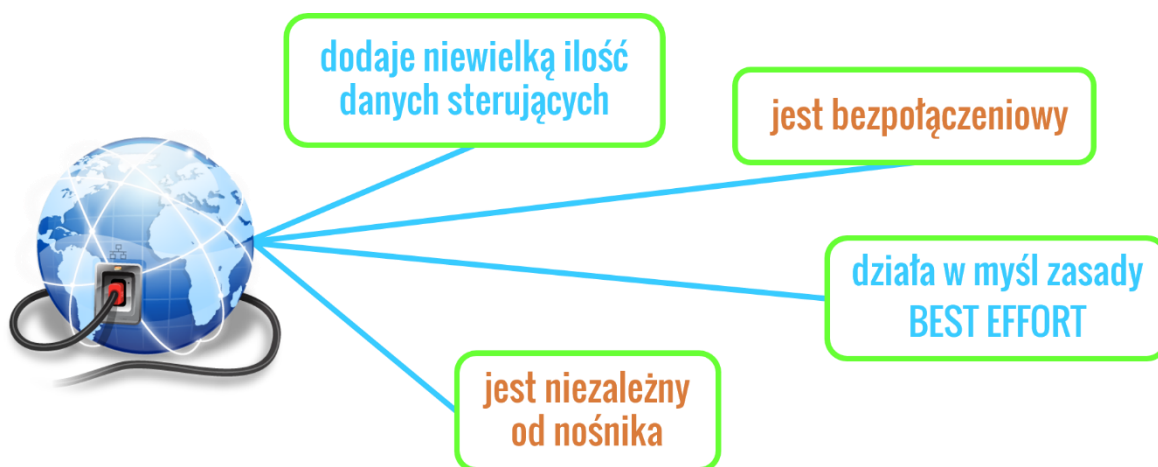 dodaje niewielką ilość
danych sterujących
jest bezpołączeniowy
działa w myśl zasady
BEST EFFORT
jest niezależny
od nośnika